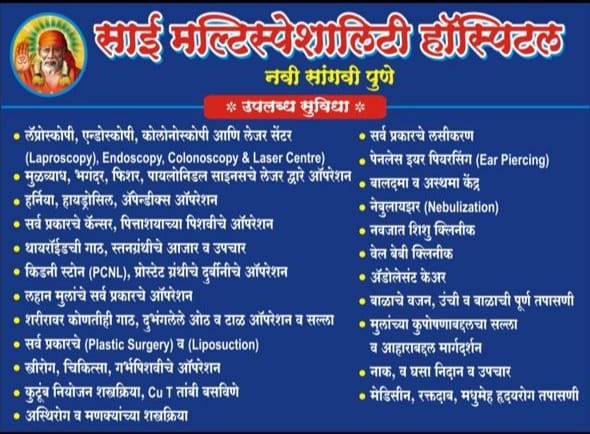 साई मल्टिस्पेशालिटी हॉस्पिटल
नवी सांगवी पुणे
* उपलब्ध सुविधा *
• लॅप्रोस्कोपी, एन्डोस्कोपी, कोलोनोस्कोपी आणि लेजर सेंटर
(Laproscopy), Endoscopy, Colonoscopy & Laser Centre)
• मुळव्याध, भगंदर, फिशर, पायलोनिडल साइनसचे लेजर द्वारे ऑपरेशन
• हर्निया, हायड्रोसिल, ॲपेन्डीक्स ऑपरेशन
• सर्व प्रकारचे कॅन्सर, पित्ताशयाच्या पिशवीचे ऑपरेशन
• थायरॉईडची गाठ, स्तनग्रंथीचे आजार व उपचार
• किडनी स्टोन (PCNL), प्रोस्टेट ग्रंथीचे दुर्बीनीचे ऑपरेशन
• लहान मुलांचे सर्व प्रकारचे ऑपरेशन
• शरीरावर कोणतीही गाठ, दुभंगलेले ओठ व टाळ ऑपरेशन व सल्ला
• सर्व प्रकारचे (Plastic Surgery) व (Liposuction)
• स्त्रीरोग, चिकित्सा, गर्भपिशवीचे ऑपरेशन
• कुटूंब नियोजन शस्त्रक्रिया, Cu T तांबी बसविणे
• अस्थिरोग व मणक्यांच्या शस्त्रक्रिया
• सर्व प्रकारचे लसीकरण
• पेनलेस इयर पियरसिंग (Ear Piercing)
• बालदमा व अस्थमा केंद्र
• नेबुलायझर (Nebulization)
• नवजात शिशु क्लिनीक
• वेल बेबी क्लिनीक
• ॲडोलेसंट केअर
• बाळाचे वजन, उंची व बाळाची पूर्ण तपासणी
• मुलांच्या कुपोषणाबद्दलचा सल्ला
व आहाराबद्दल मार्गदर्शन
• नाक, व घसा निदान व उपचार
• मेडिसीन, रक्तदाब, मधुमेह हृदयरोग तपासणी